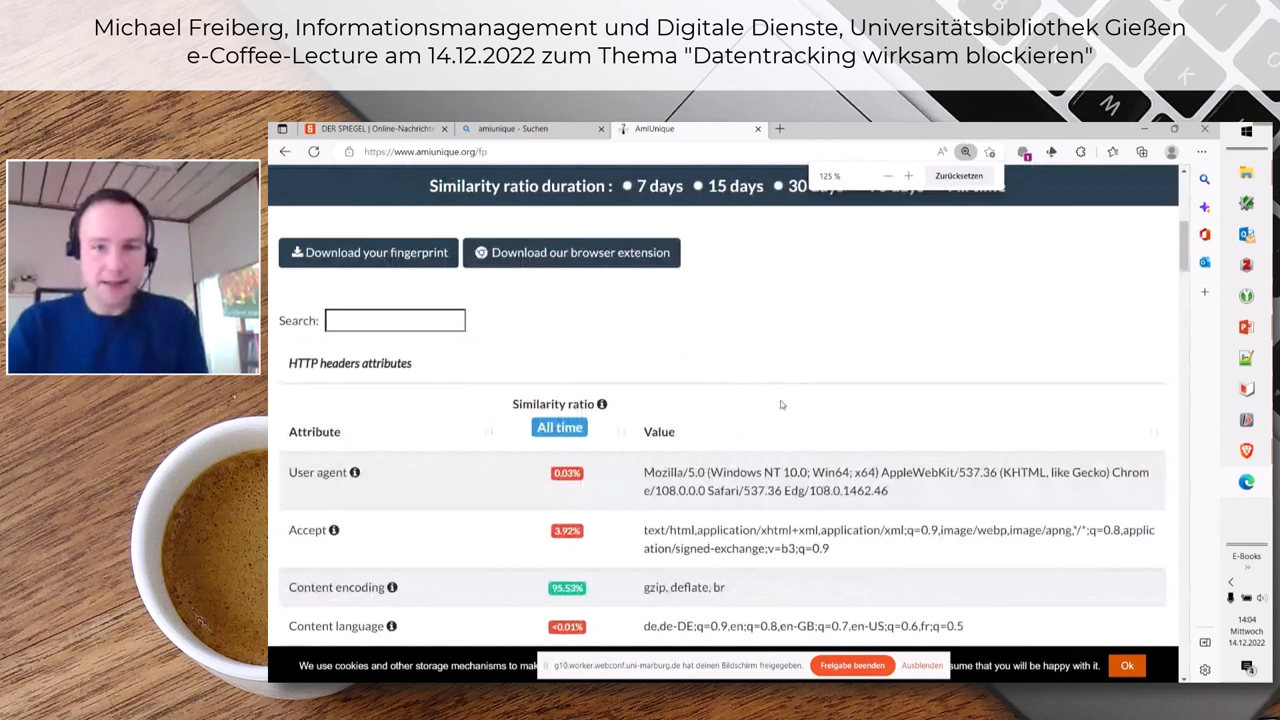 Michael Freiberg, Informationsmanagement und Digitale Dienste, Universitätsbibliothek Gießen
e-Coffee-Lecture am 14.12.2022 zum Thema "Datentracking wirksam blockieren"
DER SPIEGEL | Online-Nachrichte
amiunique - Suchen
AmIUnique
https://www.amiunique.org/fp
125 %
Zurücksetzen
Similarity ratio duration : 7 days 15 days 30
Download your fingerprint
Download our browser extension
Search:
HTTP headers attributes
Similarity ratio
All time
Attribute
Value
User agent
0.03%
Mozilla/5.0 (Windows NT 10.0; Win64; x64) AppleWebKit/537.36 (KHTML, like Gecko) Chrom
e/108.0.0.0 Safari/537.36 Edg/108.0.1462.46
Accept
3.92%
text/html,application/xhtml+xml,application/xml;q=0.9,image/webp,image/apng,*/*;q=0.8,applic
ation/signed-exchange;v=b3;q=0.9
Content encoding
95.53%
gzip, deflate, br
Content language
<0.01%
de,de-DE;q=0.9,en;q=0.8,en-GB;q=0.7,en-US;q=0.6,fr;q=0.5
We use cookies and other storage mechanisms to
g10.worker.webconf.uni-marburg.de hat deinen Bildschirm freigegeben.
Freigabe beenden
Ausblenden
sume that you will be happy with it.
Ok
E-Books
14:04
Mittwoch
14.12.2022